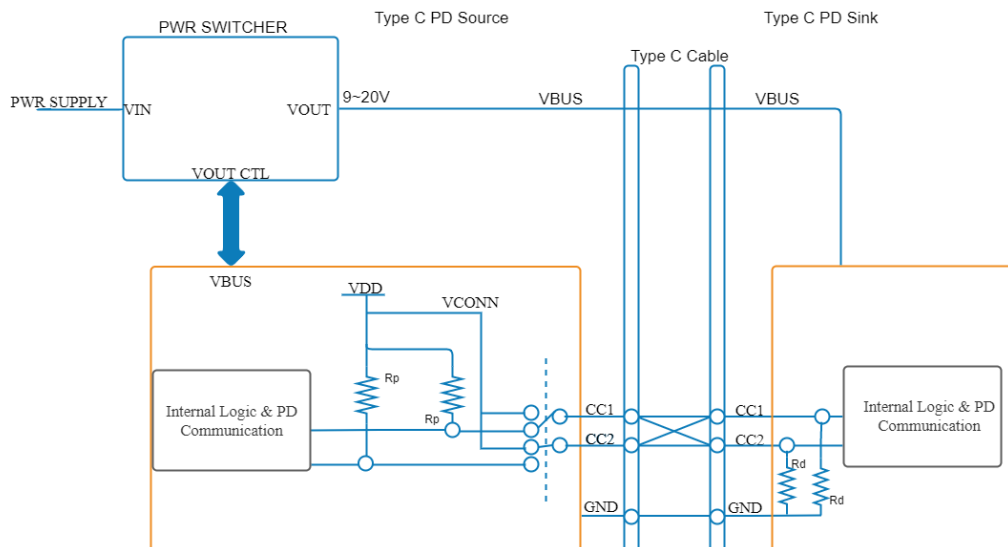 Type C PD Source
Type C PD Sink
PWR SWITCHER
Type C Cable
PWR SUPPLY
VIN
VOUT
9~20V
VBUS
VBUS
VOUT CTL
VBUS
VDD
VCONN
Rp
Rp
Internal Logic & PD
Communication
CC1
CC2
GND
CC1
CC2
GND
Rd
Rd
Internal Logic & PD
Communication